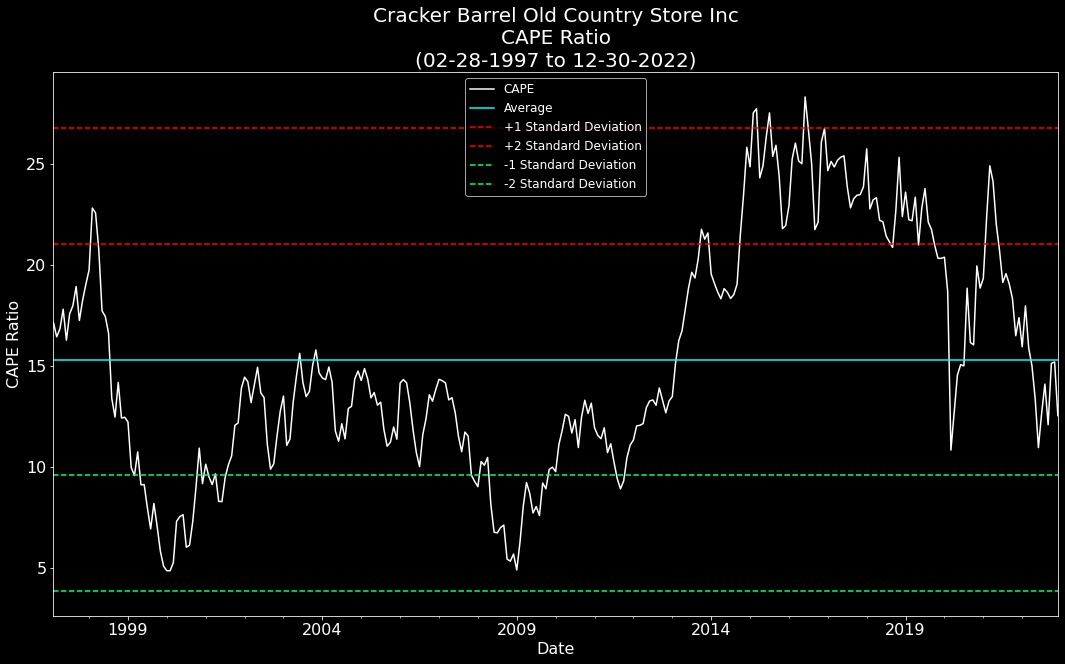 Cracker Barrel Old Country Store Inc
CAPE Ratio
(02-28-1997 to 12-30-2022)
CAPE
Average
+1 Standard Deviation
+2 Standard Deviation
-1 Standard Deviation
-2 Standard Deviation
25
20
15
10
5
CAPE Ratio
1999 2004 2009 2014 2019
Date